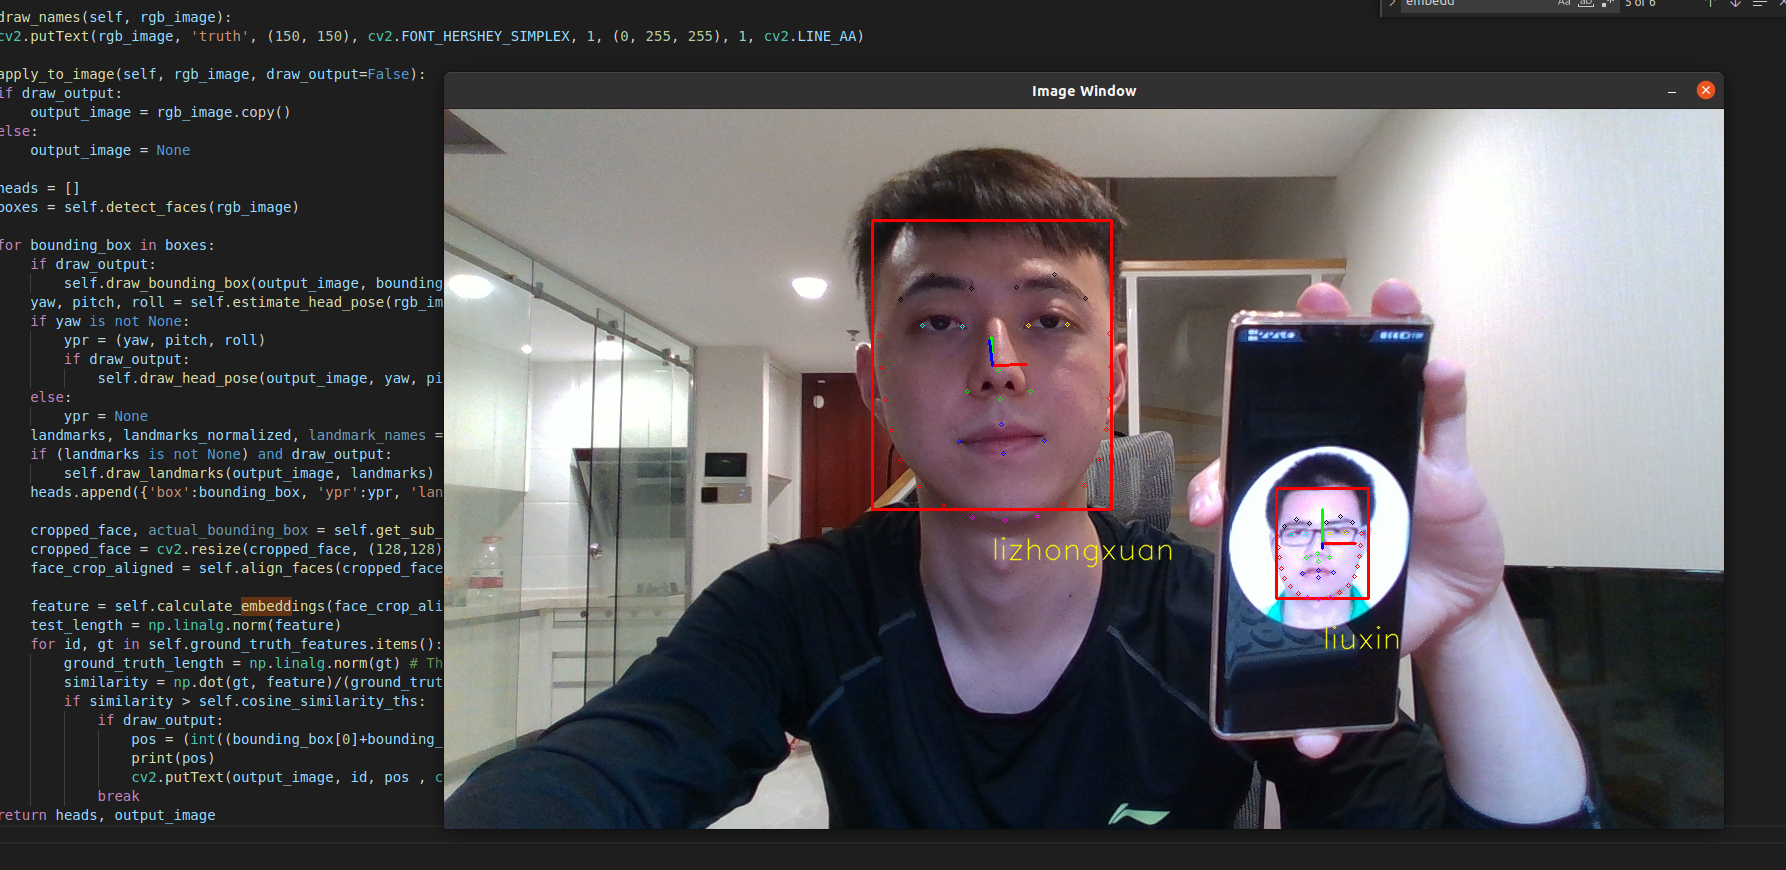 draw_names(self, rgb_image):
cv2.putText(rgb_image, 'truth', (150, 150), cv2.FONT_HERSHEY_SIMPLEX, 1, (0, 255, 255), 1, cv2.LINE_AA)
embedd
Aa
ab
5 of 6
apply_to_image(self, rgb_image, draw_output=False):
if draw_output:
output_image = rgb_image.copy()
else:
output_image = None
heads = []
boxes = self.detect_faces(rgb_image)
for bounding_box in boxes:
if draw_output:
self.draw_bounding_box(output_image, bounding
yaw, pitch, roll = self.estimate_head_pose(rgb_im
if yaw is not None:
ypr = (yaw, pitch, roll)
if draw_output:
self.draw_head_pose(output_image, yaw, pi
else:
ypr = None
landmarks, landmarks_normalized, landmark_names =
if (landmarks is not None) and draw_output:
self.draw_landmarks(output_image, landmarks)
heads.append({'box':bounding_box, 'ypr':ypr, 'lan
cropped_face, actual_bounding_box = self.get_sub_
cropped_face = cv2.resize(cropped_face, (128,128)
face_crop_aligned = self.align_faces(cropped_face
feature = self.calculate_embeddings(face_crop_ali
test_length = np.linalg.norm(feature)
for id, gt in self.ground_truth_features.items():
ground_truth_length = np.linalg.norm(gt) # Th
similarity = np.dot(gt, feature)/(ground_trut
if similarity > self.cosine_similarity_ths:
if draw_output:
pos = (int((bounding_box[0]+bounding_
print(pos)
cv2.putText(output_image, id, pos , c
break
return heads, output_image
Image Window
lizhongxuan
liuxin